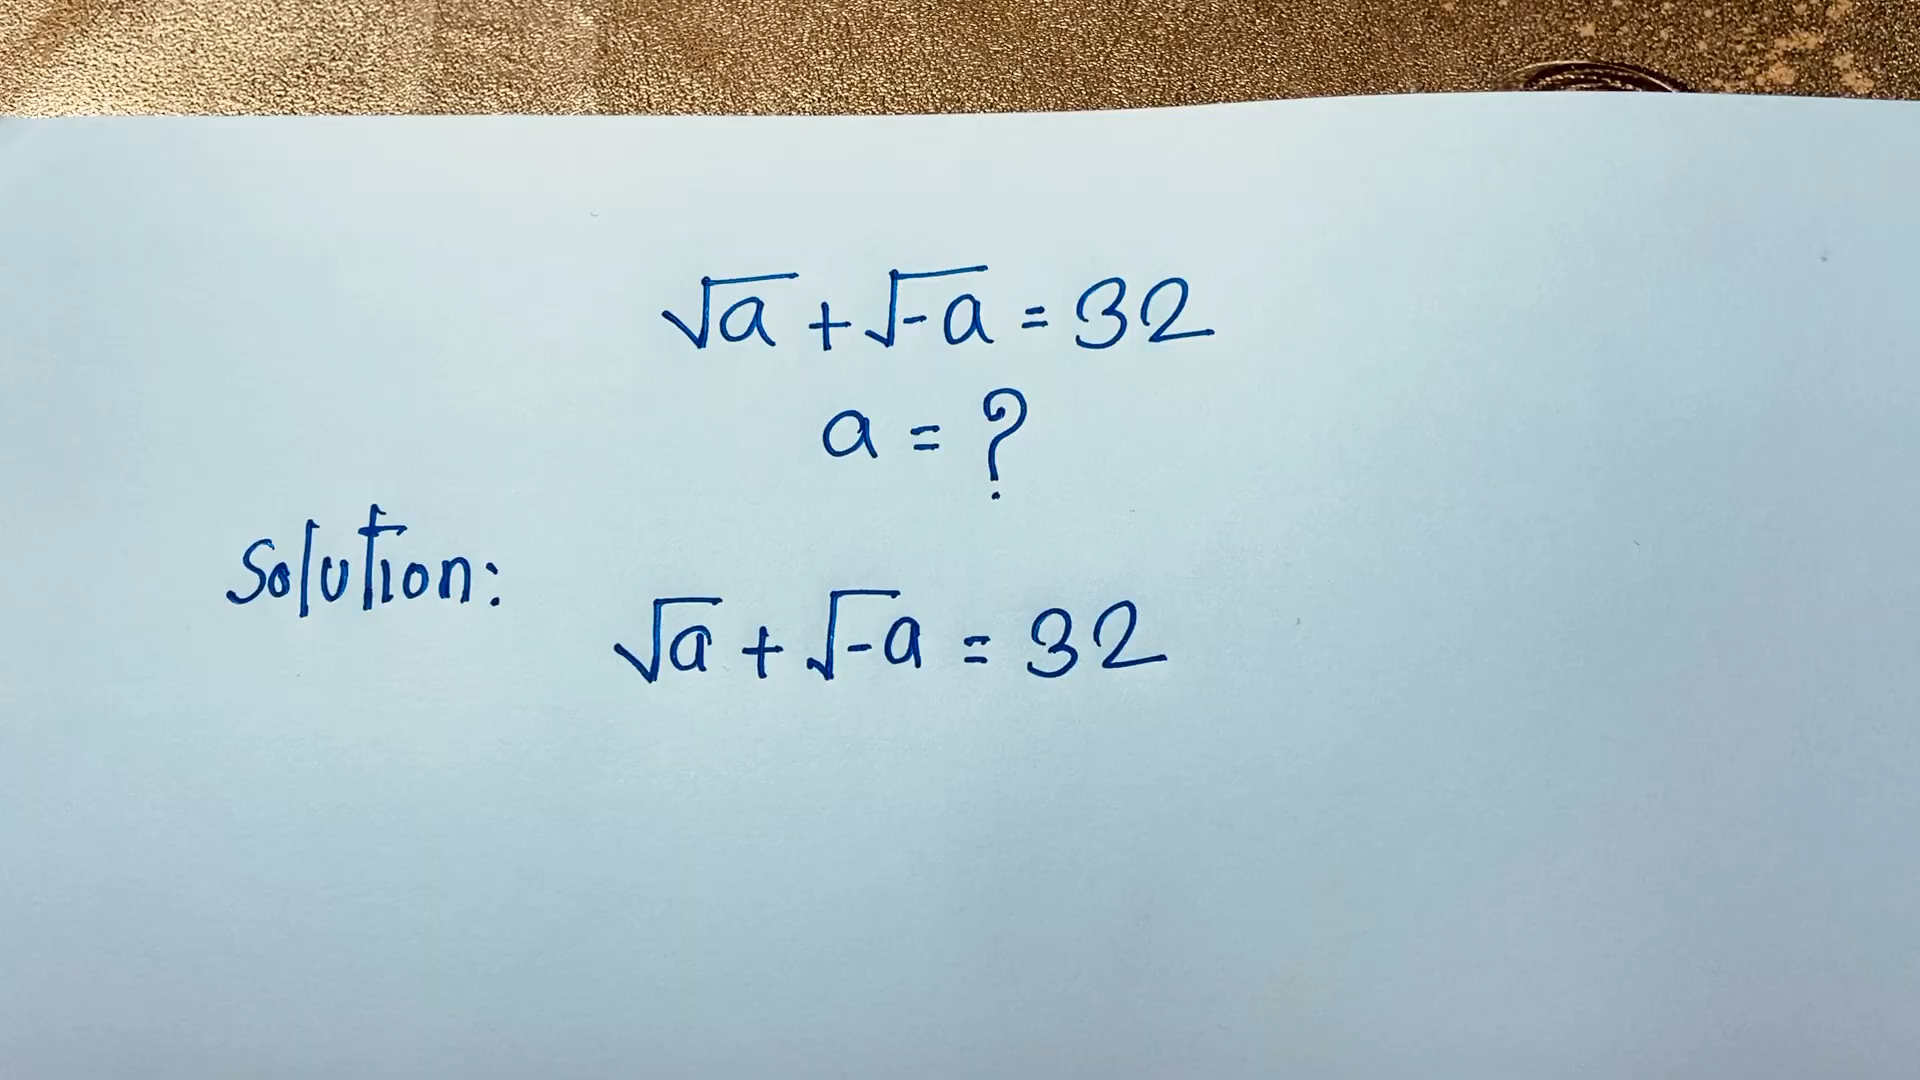 √a + √-a = 32
a = ?
Solution:
√a + √-a = 32